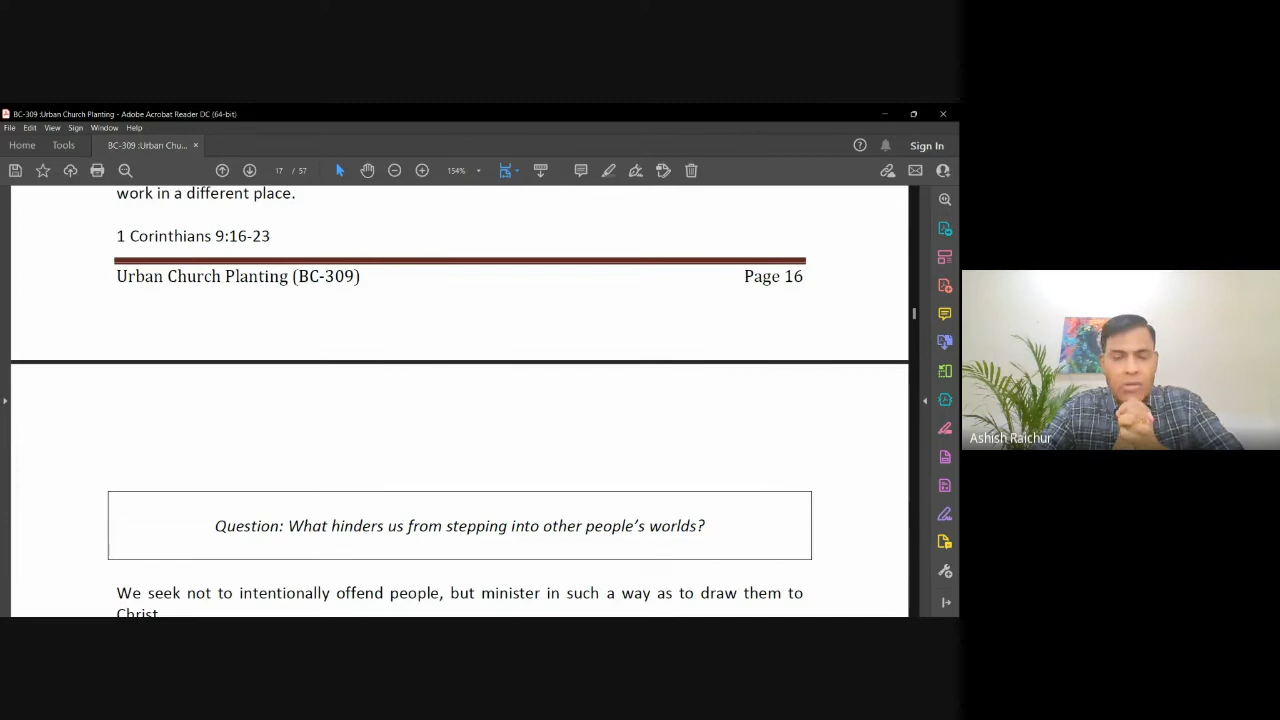 BC-309 :Urban Church Planting - Adobe Acrobat Reader DC (64-bit)
File Edit View Sign Window Help
Home Tools BC-309 :Urban Chu... × Sign In
17 / 57 154%
work in a different place.
1 Corinthians 9:16-23
Urban Church Planting (BC-309) Page 16
Question: What hinders us from stepping into other people's worlds?
We seek not to intentionally offend people, but minister in such a way as to draw them to
Christ
Ashish Raichur